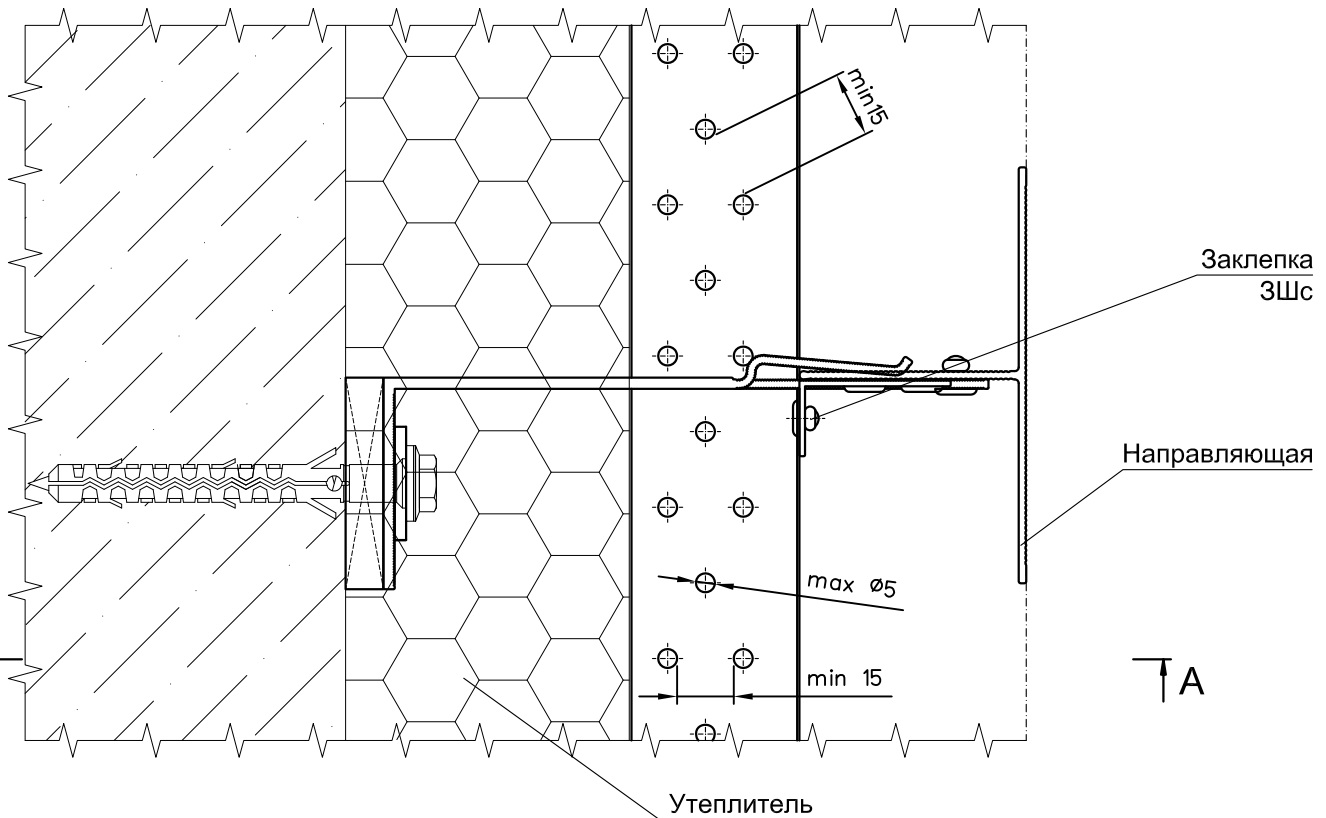 min15
Заклепка
ЗШс
Направляющая
max ø5
min 15
А
Утеплитель